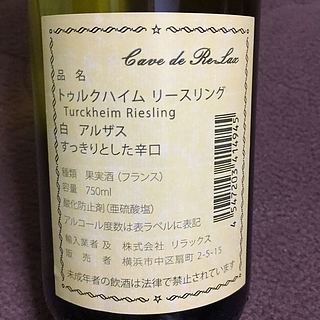 Cave de Re-Lax
品 名
トゥルクハイム リースリング
Turckheim Riesling
白 アルザス
すっきりとした辛口
種類 果実酒(フランス)
容量 750ml
酸化防止剤(亜硫酸塩)
アルコール度数は表ラベルに表記
輸入業者及 株式会社 リラックス
び 販売者 横浜市中区扇町 2-5-15
未成年者の飲酒は法律で禁止されています
4 547203 414945